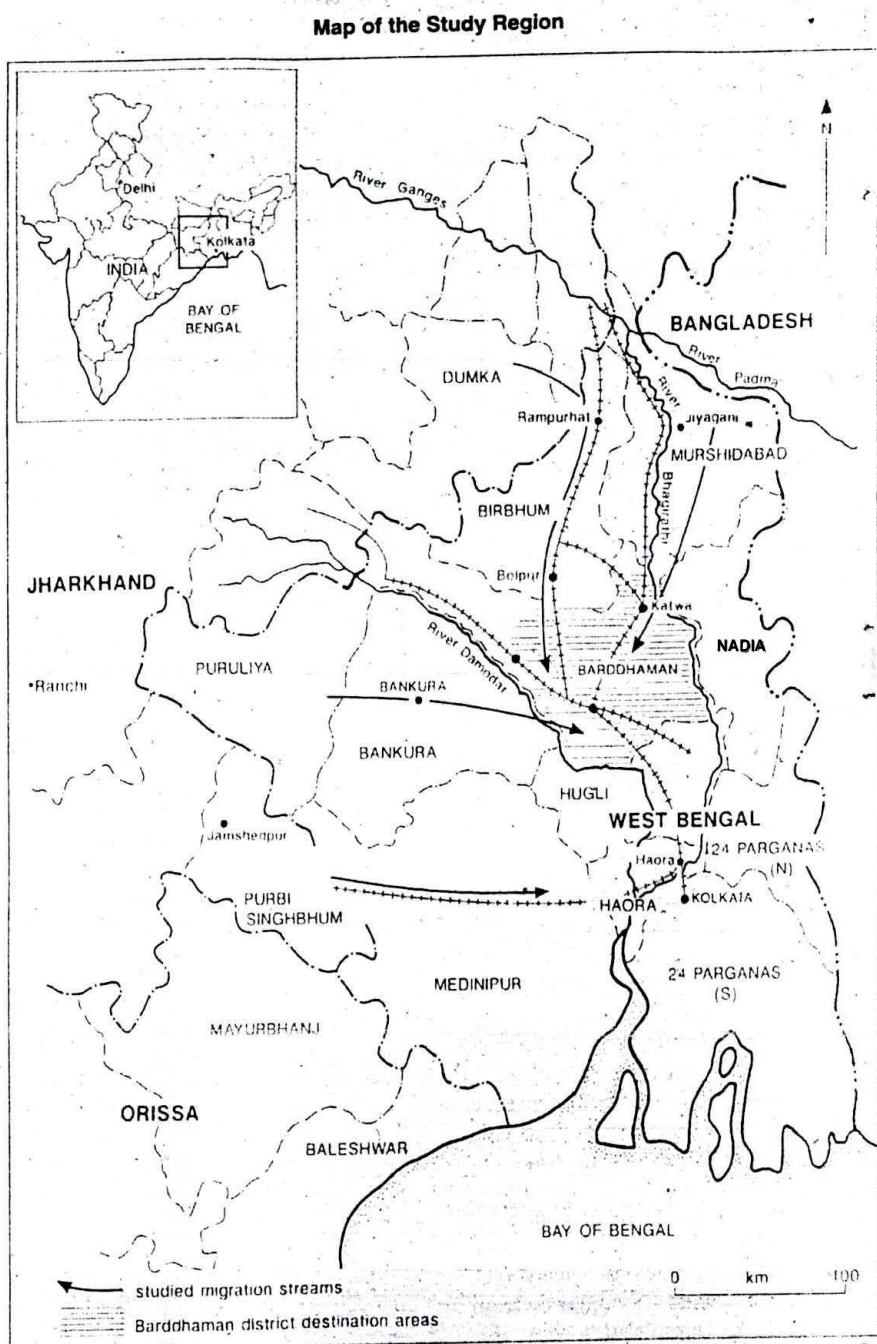 Map of the Study Region
N
Delhi
Kolkata
INDIA
BAY OF
BENGAL
River Ganges
BANGLADESH
River
Padma
DUMKA
Rampurhat
River
Bhagirathi
Jiyaganj
MURSHIDABAD
BIRBHUM
Bolpur
Katwa
JHARKHAND
River Damodar
BARDDHAMAN
NADIA
PURULIYA
Ranchi
BANKURA
BANKURA
HUGLI
WEST BENGAL
Jamshedpur
Haora
24 PARGANAS
(N)
PURBI
SINGHBHUM
HAORA
KOLKATA
MEDINIPUR
24 PARGANAS
(S)
MAYURBHANJ
ORISSA
BALESHWAR
BAY OF BENGAL
0 km 100
studied migration streams
Barddhaman district destination areas